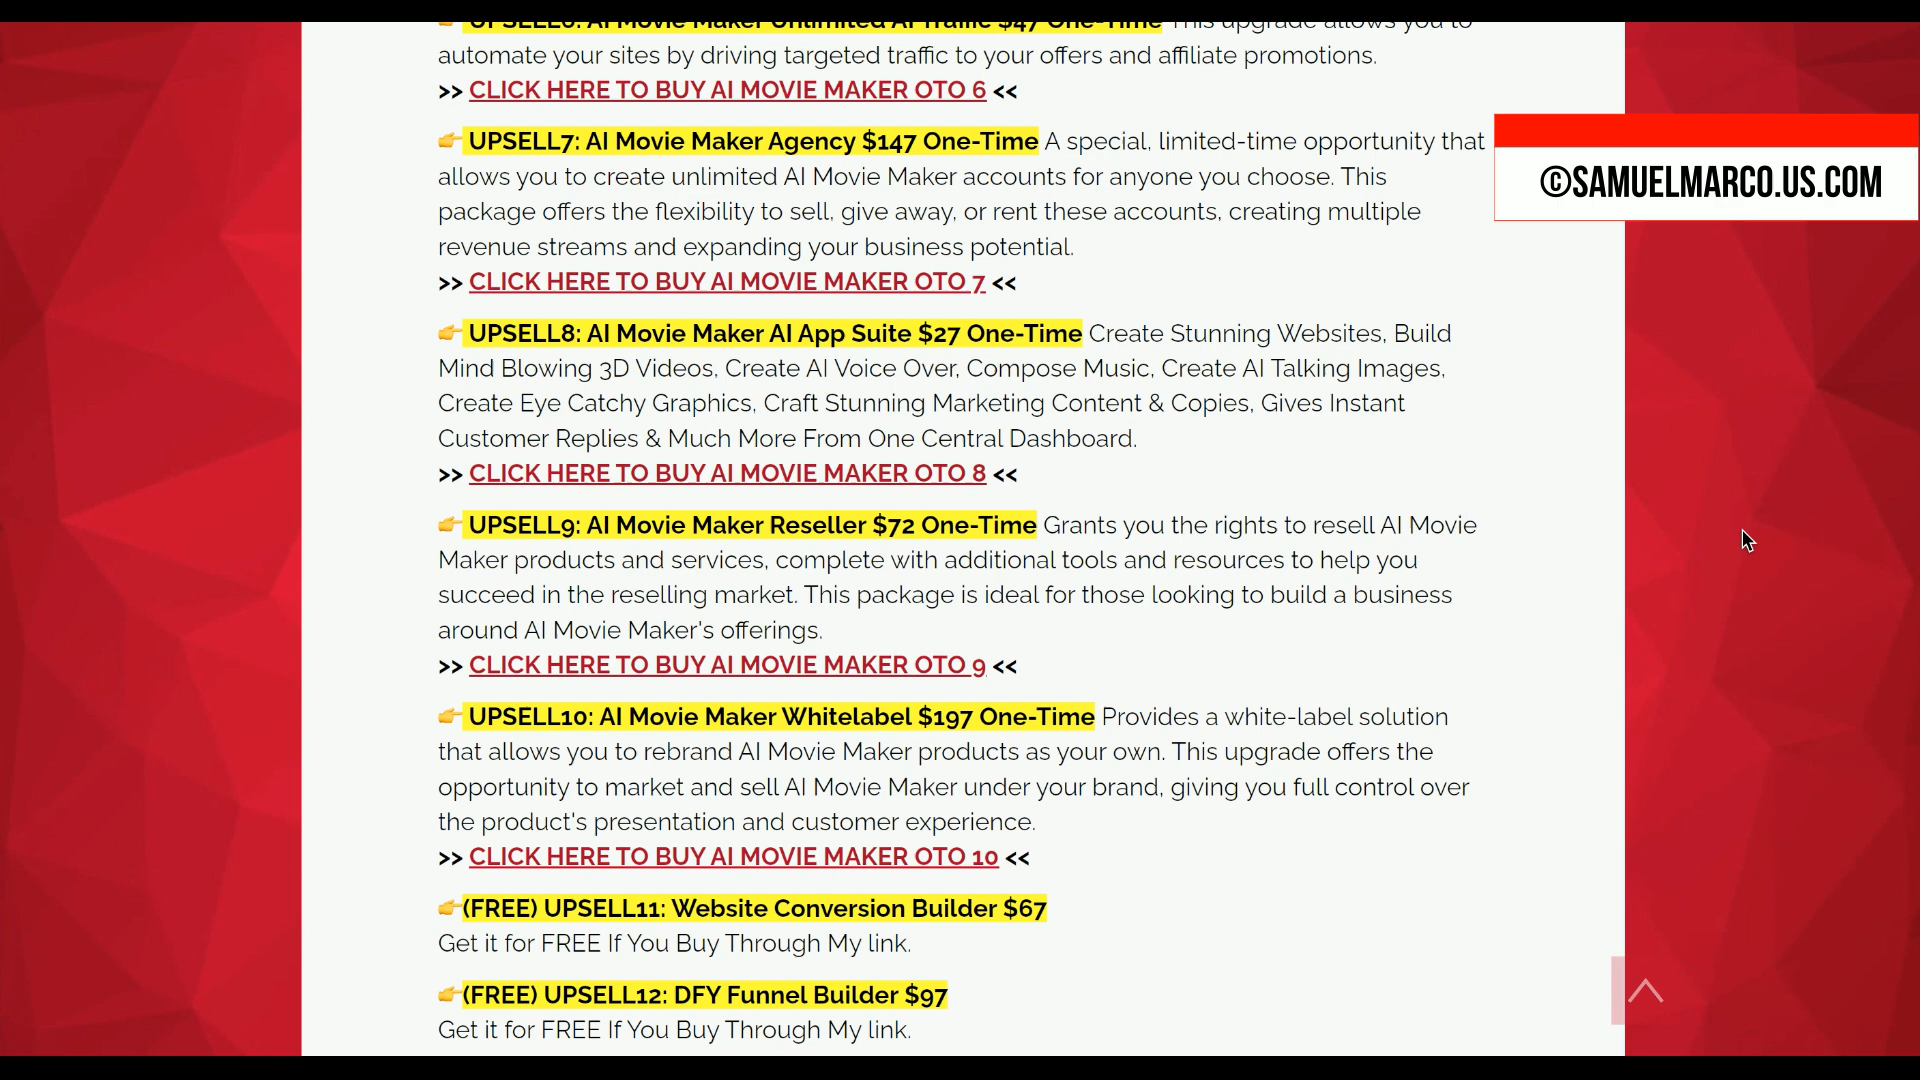 UPSELL6: AI Movie Maker Unlimited AI Traffic $47 One-Time This upgrade allows you to
automate your sites by driving targeted traffic to your offers and affiliate promotions.
>> CLICK HERE TO BUY AI MOVIE MAKER OTO 6 <<
UPSELL7: AI Movie Maker Agency $147 One-Time A special, limited-time opportunity that
allows you to create unlimited AI Movie Maker accounts for anyone you choose. This
package offers the flexibility to sell, give away, or rent these accounts, creating multiple
revenue streams and expanding your business potential.
>> CLICK HERE TO BUY AI MOVIE MAKER OTO 7 <<
©SAMUELMARCO.US.COM
UPSELL8: AI Movie Maker AI App Suite $27 One-Time Create Stunning Websites, Build
Mind Blowing 3D Videos, Create AI Voice Over, Compose Music, Create AI Talking Images,
Create Eye Catchy Graphics, Craft Stunning Marketing Content & Copies, Gives Instant
Customer Replies & Much More From One Central Dashboard.
>> CLICK HERE TO BUY AI MOVIE MAKER OTO 8 <<
UPSELL9: AI Movie Maker Reseller $72 One-Time Grants you the rights to resell AI Movie
Maker products and services, complete with additional tools and resources to help you
succeed in the reselling market. This package is ideal for those looking to build a business
around AI Movie Maker's offerings.
>> CLICK HERE TO BUY AI MOVIE MAKER OTO 9 <<
UPSELL10: AI Movie Maker Whitelabel $197 One-Time Provides a white-label solution
that allows you to rebrand AI Movie Maker products as your own. This upgrade offers the
opportunity to market and sell AI Movie Maker under your brand, giving you full control over
the product's presentation and customer experience.
>> CLICK HERE TO BUY AI MOVIE MAKER OTO 10 <<
(FREE) UPSELL11: Website Conversion Builder $67
Get it for FREE If You Buy Through My link.
(FREE) UPSELL12: DFY Funnel Builder $97
Get it for FREE If You Buy Through My link.